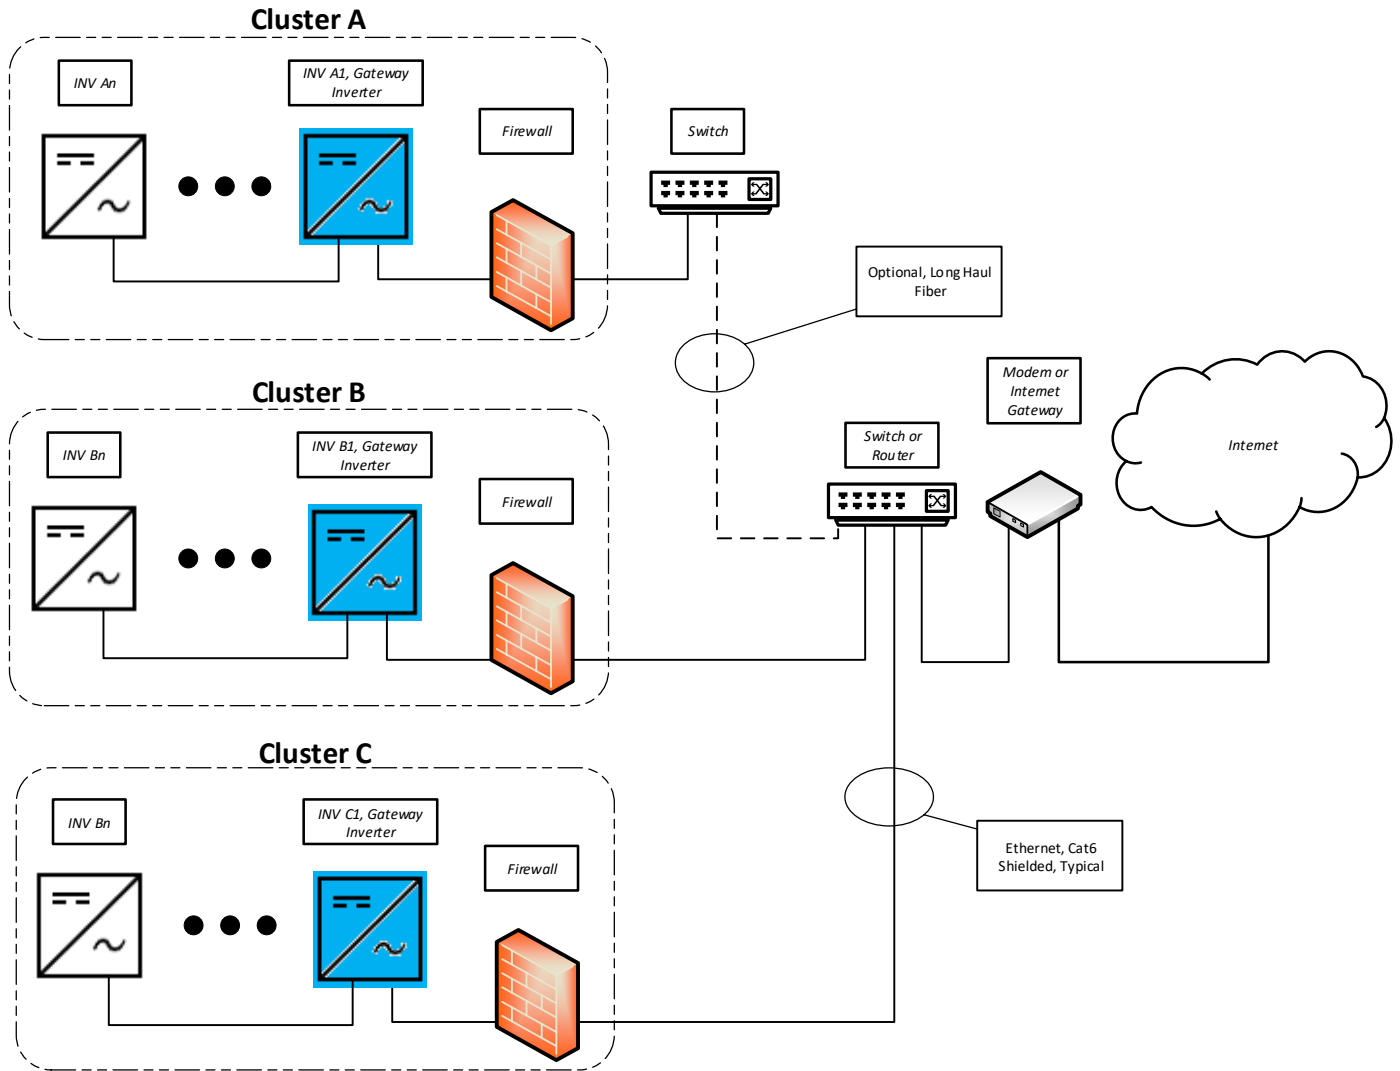 Cluster A
INV An
INV A1, Gateway
Inverter
Firewall
Switch
Optional, Long Haul
Fiber
Cluster B
INV Bn
INV B1, Gateway
Inverter
Firewall
Switch or
Router
Modem or
Internet
Gateway
Internet
Cluster C
INV Bn
INV C1, Gateway
Inverter
Firewall
Ethernet, Cat6
Shielded, Typical